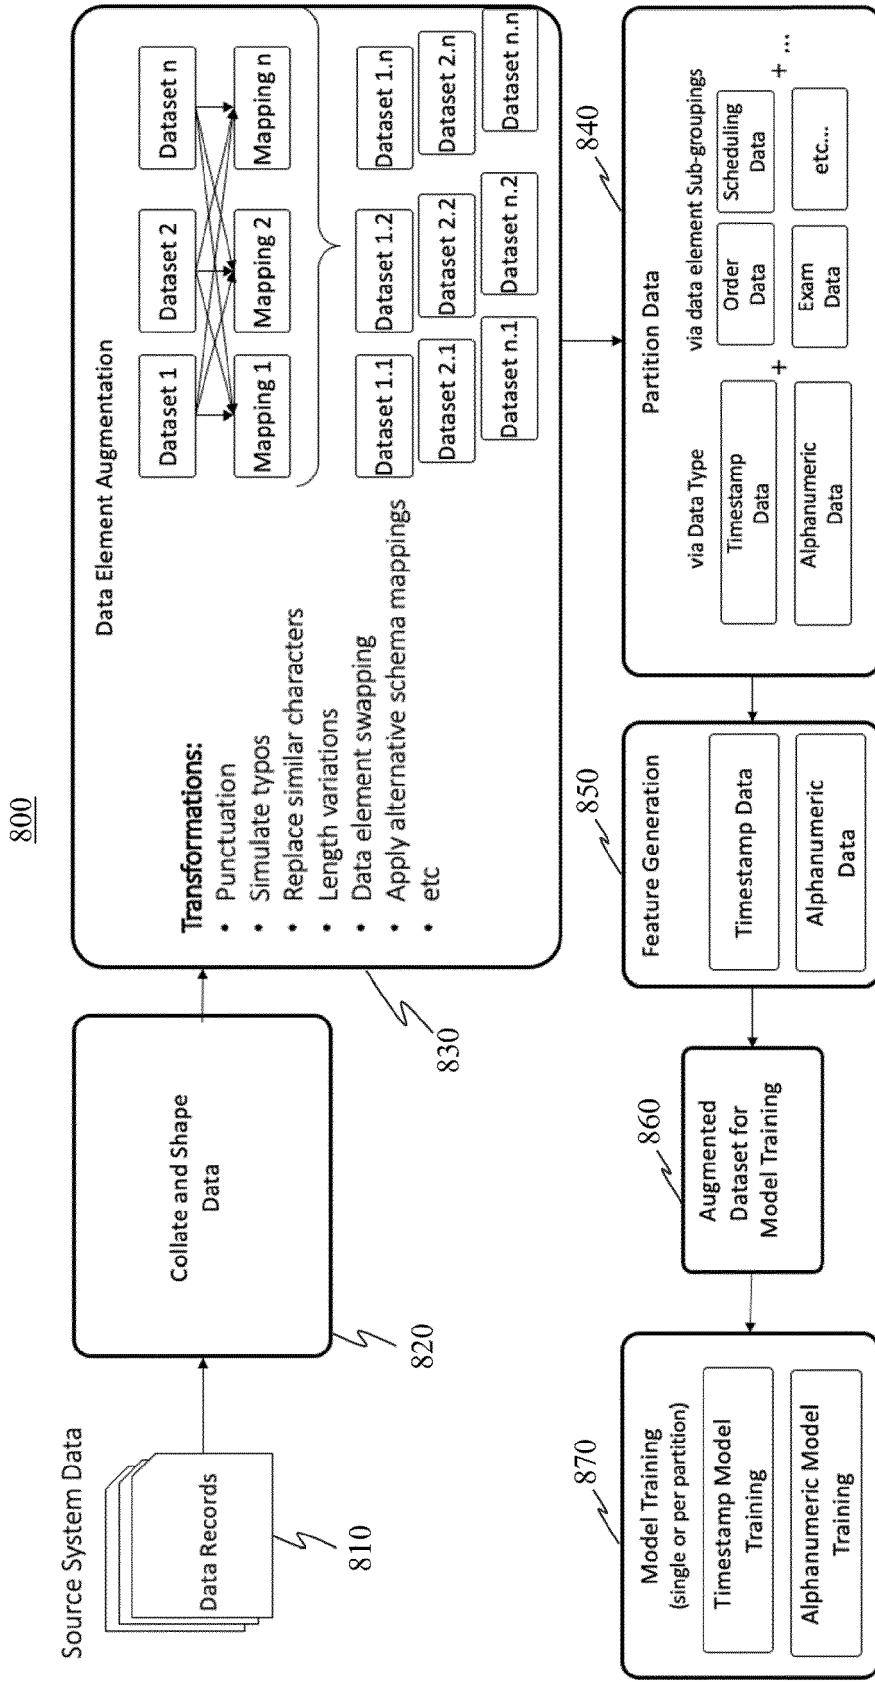 800
Source System Data
Data Records
810
Collate and Shape
Data
820
Data Element Augmentation
Transformations:
• Punctuation
• Simulate typos
• Replace similar characters
• Length variations
• Data element swapping
• Apply alternative schema mappings
• etc
Dataset 1
Dataset 2
Dataset n
Mapping 1
Mapping 2
Mapping n
Dataset 1.1
Dataset 1.2
Dataset 1.n
Dataset 2.1
Dataset 2.2
Dataset 2.n
Dataset n.1
Dataset n.2
Dataset n.n
830
840
Partition Data
via Data Type
Timestamp
Data
Alphanumeric
Data
+
via data element Sub-groupings
Order
Data
Scheduling
Data
Exam
Data
etc...
+ ...
850
Feature Generation
Timestamp Data
Alphanumeric
Data
860
Augmented
Dataset for
Model Training
870
Model Training
(single or per partition)
Timestamp Model
Training
Alphanumeric Model
Training